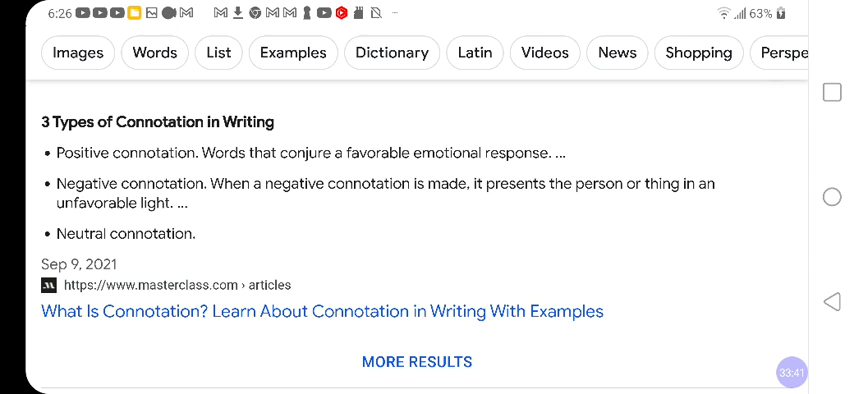 6:26 63%
Images Words List Examples Dictionary Latin Videos News Shopping Perspe
3 Types of Connotation in Writing
• Positive connotation. Words that conjure a favorable emotional response. ...
• Negative connotation. When a negative connotation is made, it presents the person or thing in an
unfavorable light. ...
• Neutral connotation.
Sep 9, 2021
https://www.masterclass.com › articles
What Is Connotation? Learn About Connotation in Writing With Examples
MORE RESULTS
33:41